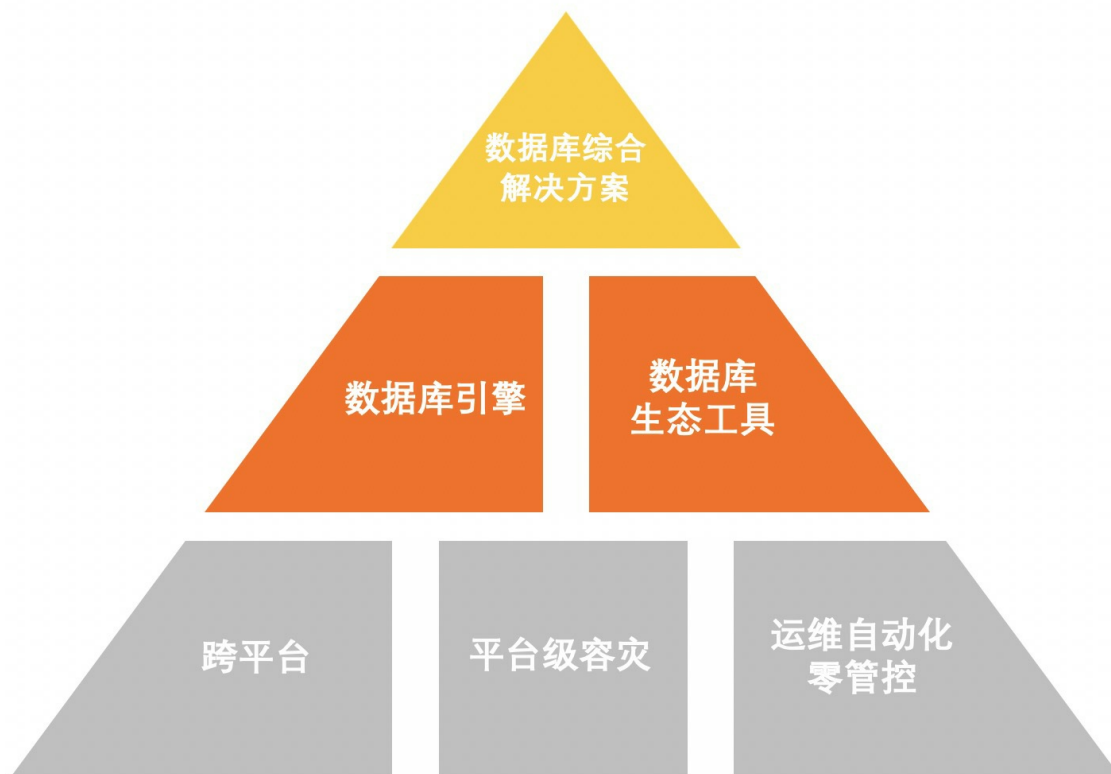 数据库综合
解决方案
数据库引擎
数据库
生态工具
跨平台
平台级容灾
运维自动化
零管控